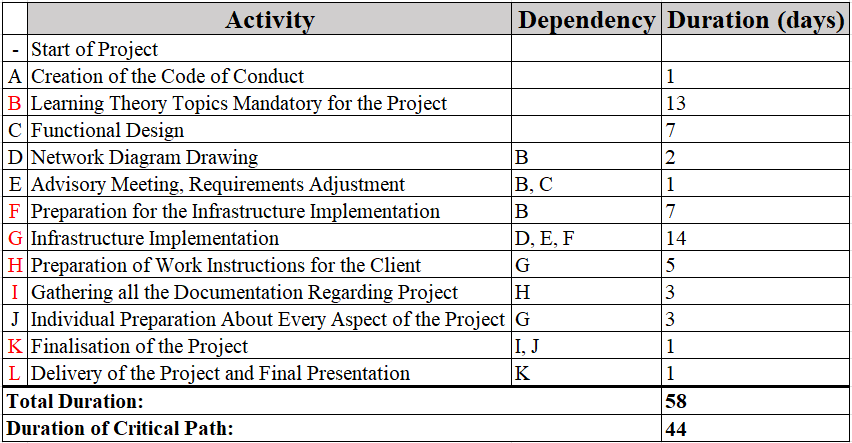 Activity Dependency Duration (days)
- Start of Project
A Creation of the Code of Conduct 1
B Learning Theory Topics Mandatory for the Project 13
C Functional Design 7
D Network Diagram Drawing B 2
E Advisory Meeting, Requirements Adjustment B, C 1
F Preparation for the Infrastructure Implementation B 7
G Infrastructure Implementation D, E, F 14
H Preparation of Work Instructions for the Client G 5
I Gathering all the Documentation Regarding Project H 3
J Individual Preparation About Every Aspect of the Project G 3
K Finalisation of the Project I, J 1
L Delivery of the Project and Final Presentation K 1
Total Duration: 58
Duration of Critical Path: 44